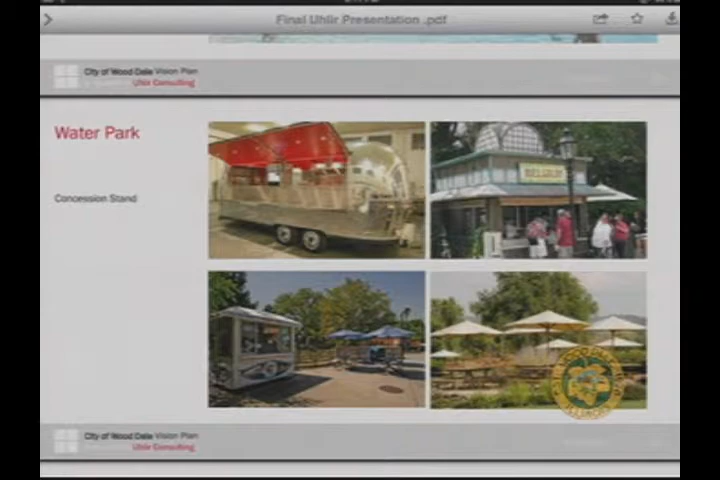 Final Uhlir Presentation .pdf
City of Wood Dale Vision Plan
Uhlir Consulting
Water Park
Concession Stand
City of Wood Dale Vision Plan
Uhlir Consulting